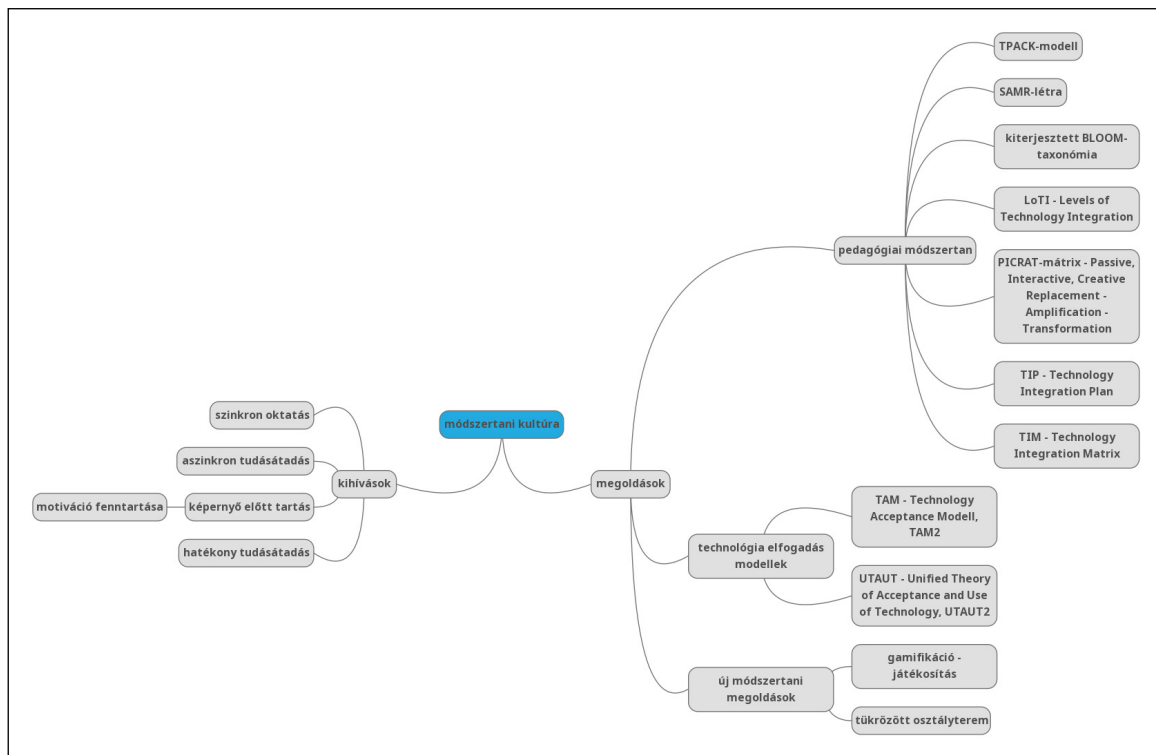 módszertani kultúra
kihívások
szinkron oktatás
aszinkron tudásátadás
képernyő előtt tartás
motiváció fenntartása
hatékony tudásátadás
megoldások
pedagógiai módszertan
TPACK-modell
SAMR-létra
kiterjesztett BLOOM-
taxonómia
LoTI - Levels of
Technology Integration
PICRAT-mátrix - Passive,
Interactive, Creative
Replacement -
Amplification -
Transformation
TIP - Technology
Integration Plan
TIM - Technology
Integration Matrix
technológia elfogadás
modellek
TAM - Technology
Acceptance Modell,
TAM2
UTAUT - Unified Theory
of Acceptance and Use
of Technology, UTAUT2
új módszertani
megoldások
gamifikáció -
játékosítás
tükrözött osztályterem